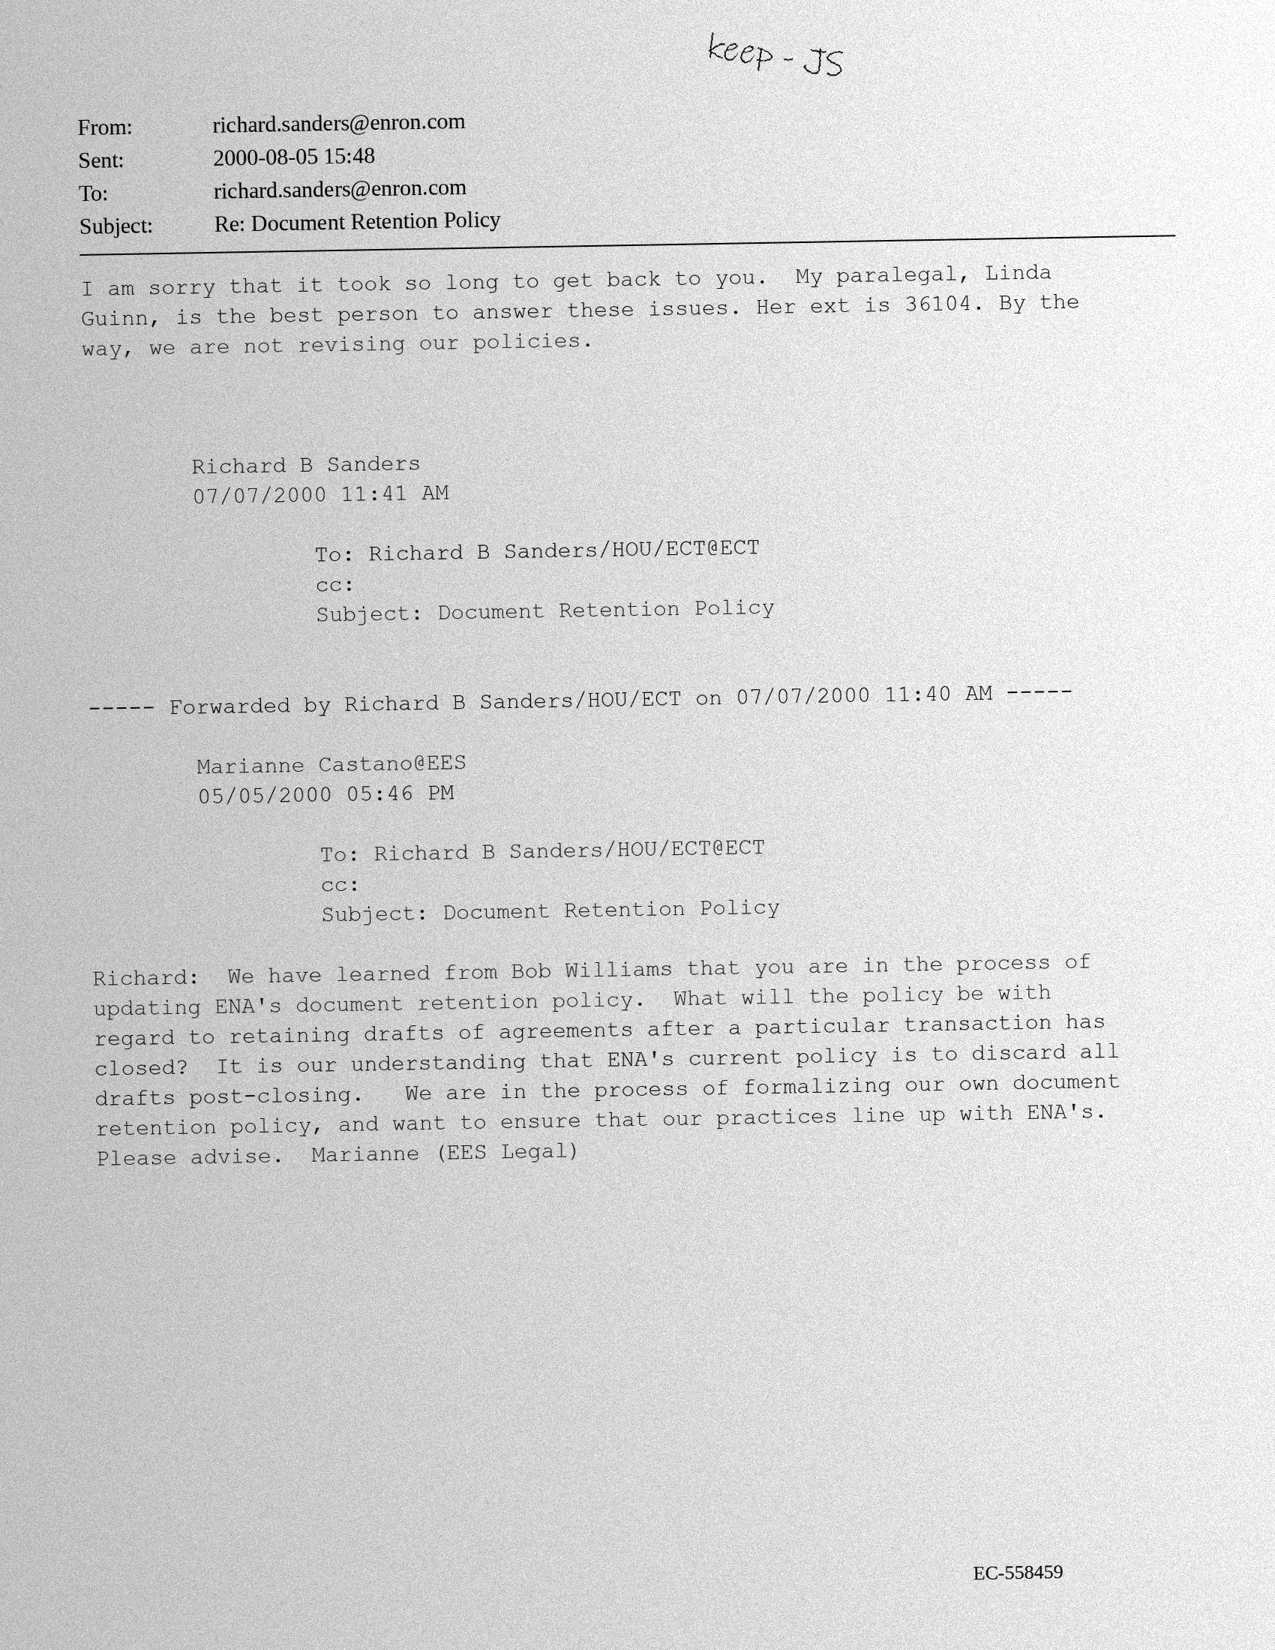 keep - JS
From: richard.sanders@enron.com
Sent: 2000-08-05 15:48
To: richard.sanders@enron.com
Subject: Re: Document Retention Policy
I am sorry that it took so long to get back to you.  My paralegal, Linda
Guinn, is the best person to answer these issues. Her ext is 36104. By the
way, we are not revising our policies.
Richard B Sanders
07/07/2000 11:41 AM
To: Richard B Sanders/HOU/ECT@ECT
cc:
Subject: Document Retention Policy
----- Forwarded by Richard B Sanders/HOU/ECT on 07/07/2000 11:40 AM -----
Marianne Castano@EES
05/05/2000 05:46 PM
To: Richard B Sanders/HOU/ECT@ECT
cc:
Subject: Document Retention Policy
Richard:  We have learned from Bob Williams that you are in the process of
updating ENA's document retention policy.  What will the policy be with
regard to retaining drafts of agreements after a particular transaction has
closed?  It is our understanding that ENA's current policy is to discard all
drafts post-closing.   We are in the process of formalizing our own document
retention policy, and want to ensure that our practices line up with ENA's.
Please advise.  Marianne (EES Legal)
EC-558459